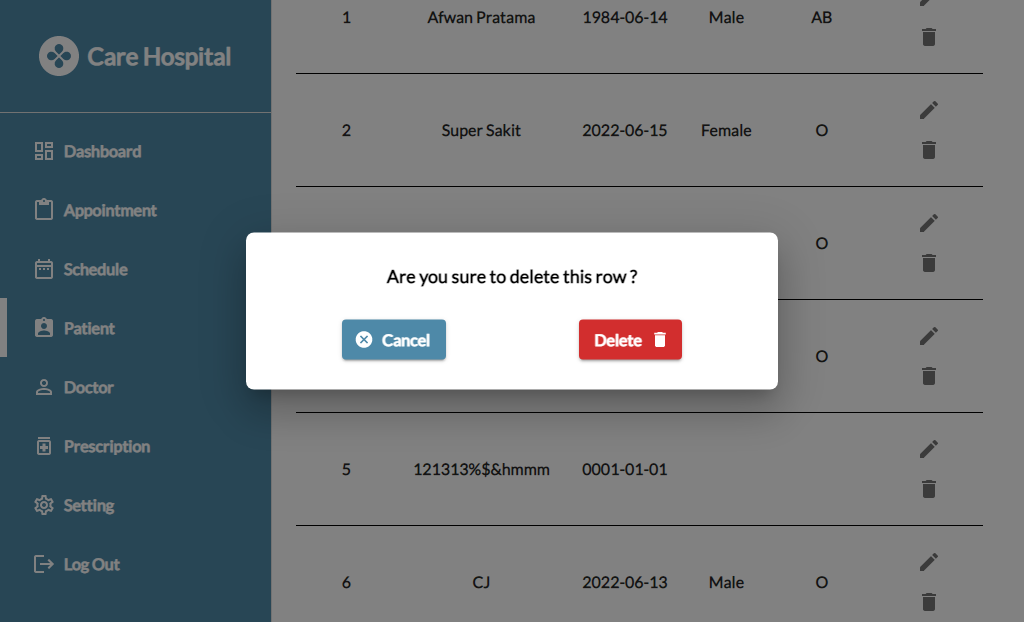 Care Hospital
Dashboard
Appointment
Schedule
Patient
Doctor
Prescription
Setting
Log Out
1 Afwan Pratama 1984-06-14 Male AB
2 Super Sakit 2022-06-15 Female O
O
O
5 121313%$&hmmm 0001-01-01
6 CJ 2022-06-13 Male O
Are you sure to delete this row ?
Cancel Delete